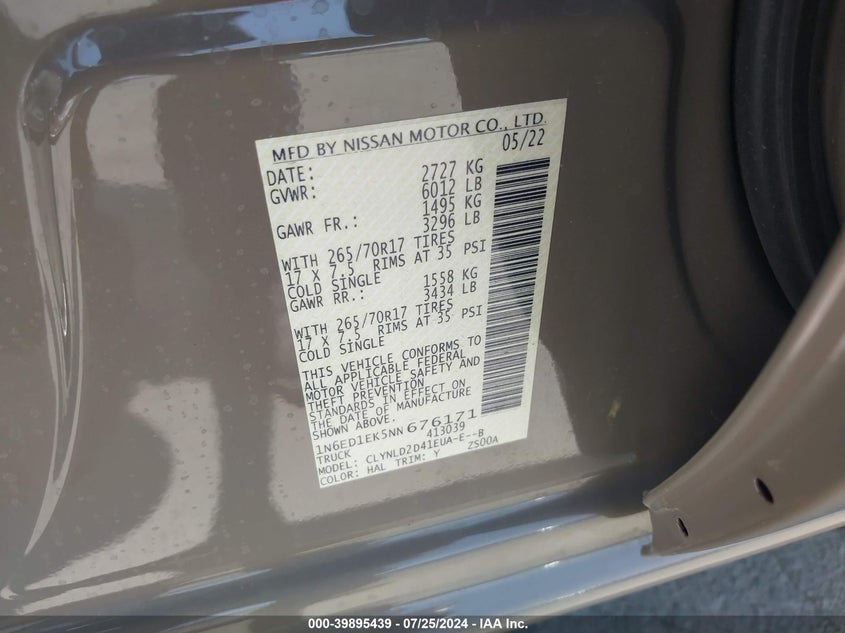 MFD BY NISSAN MOTOR CO., LTD.
DATE: 05/22
GVWR: 2727 KG
6012 LB
GAWR FR.: 1495 KG
3296 LB
WITH 265/70R17 TIRES
17 X 7.5 RIMS AT 35 PSI
COLD SINGLE
GAWR RR.: 1558 KG
3434 LB
WITH 265/70R17 TIRES
17 X 7.5 RIMS AT 35 PSI
COLD SINGLE
THIS VEHICLE CONFORMS TO
ALL APPLICABLE FEDERAL
MOTOR VEHICLE SAFETY AND
THEFT PREVENTION
STANDARDS IN EFFECT ON
THE DATE OF MANUFACTURE
SHOWN ABOVE.
1N6ED1EK5NN676171
TRUCK 413039
MODEL: CLYNLD2D41EUA-E--B
COLOR: HAL TRIM: Y ZS00A
000-39895439 / 07/25/2024 - IAA Inc.